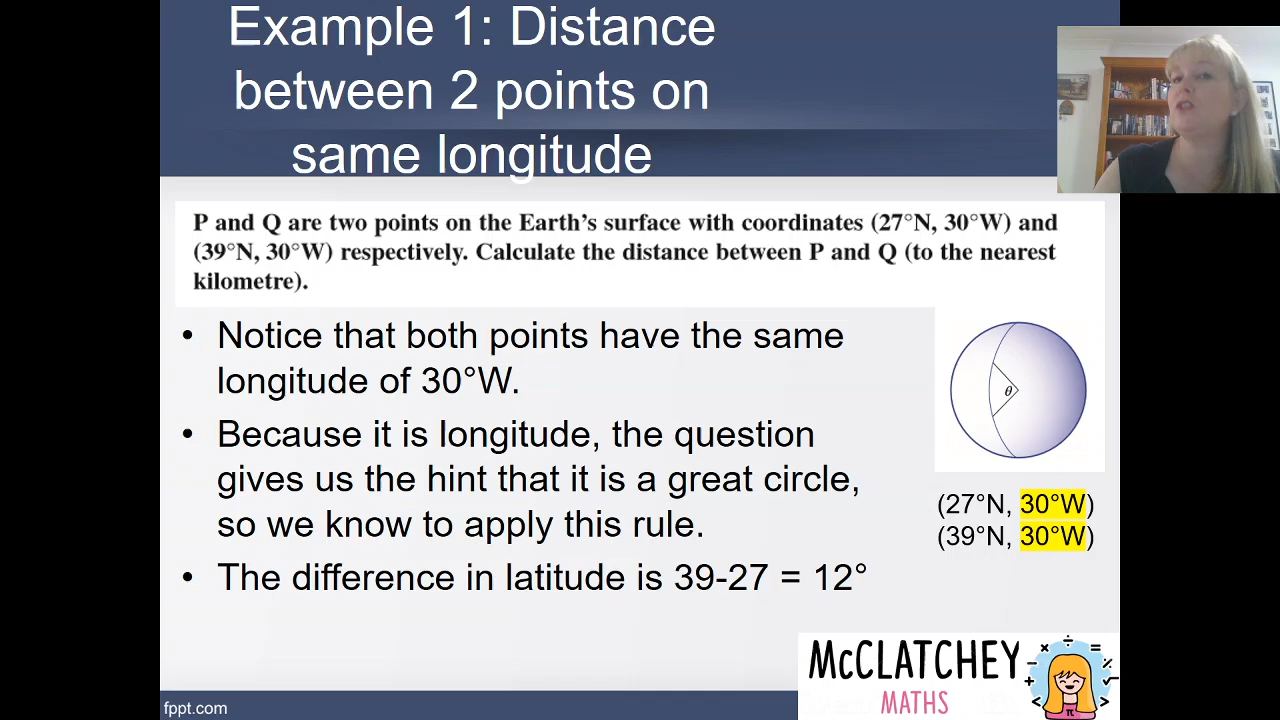 Example 1: Distance
between 2 points on
same longitude
P and Q are two points on the Earth's surface with coordinates (27°N, 30°W) and
(39°N, 30°W) respectively. Calculate the distance between P and Q (to the nearest
kilometre).
• Notice that both points have the same
longitude of 30°W.
• Because it is longitude, the question
gives us the hint that it is a great circle,
so we know to apply this rule.
• The difference in latitude is 39-27 = 12°
θ
(27°N, 30°W)
(39°N, 30°W)
McCLATCHEY
MATHS
fppt.com